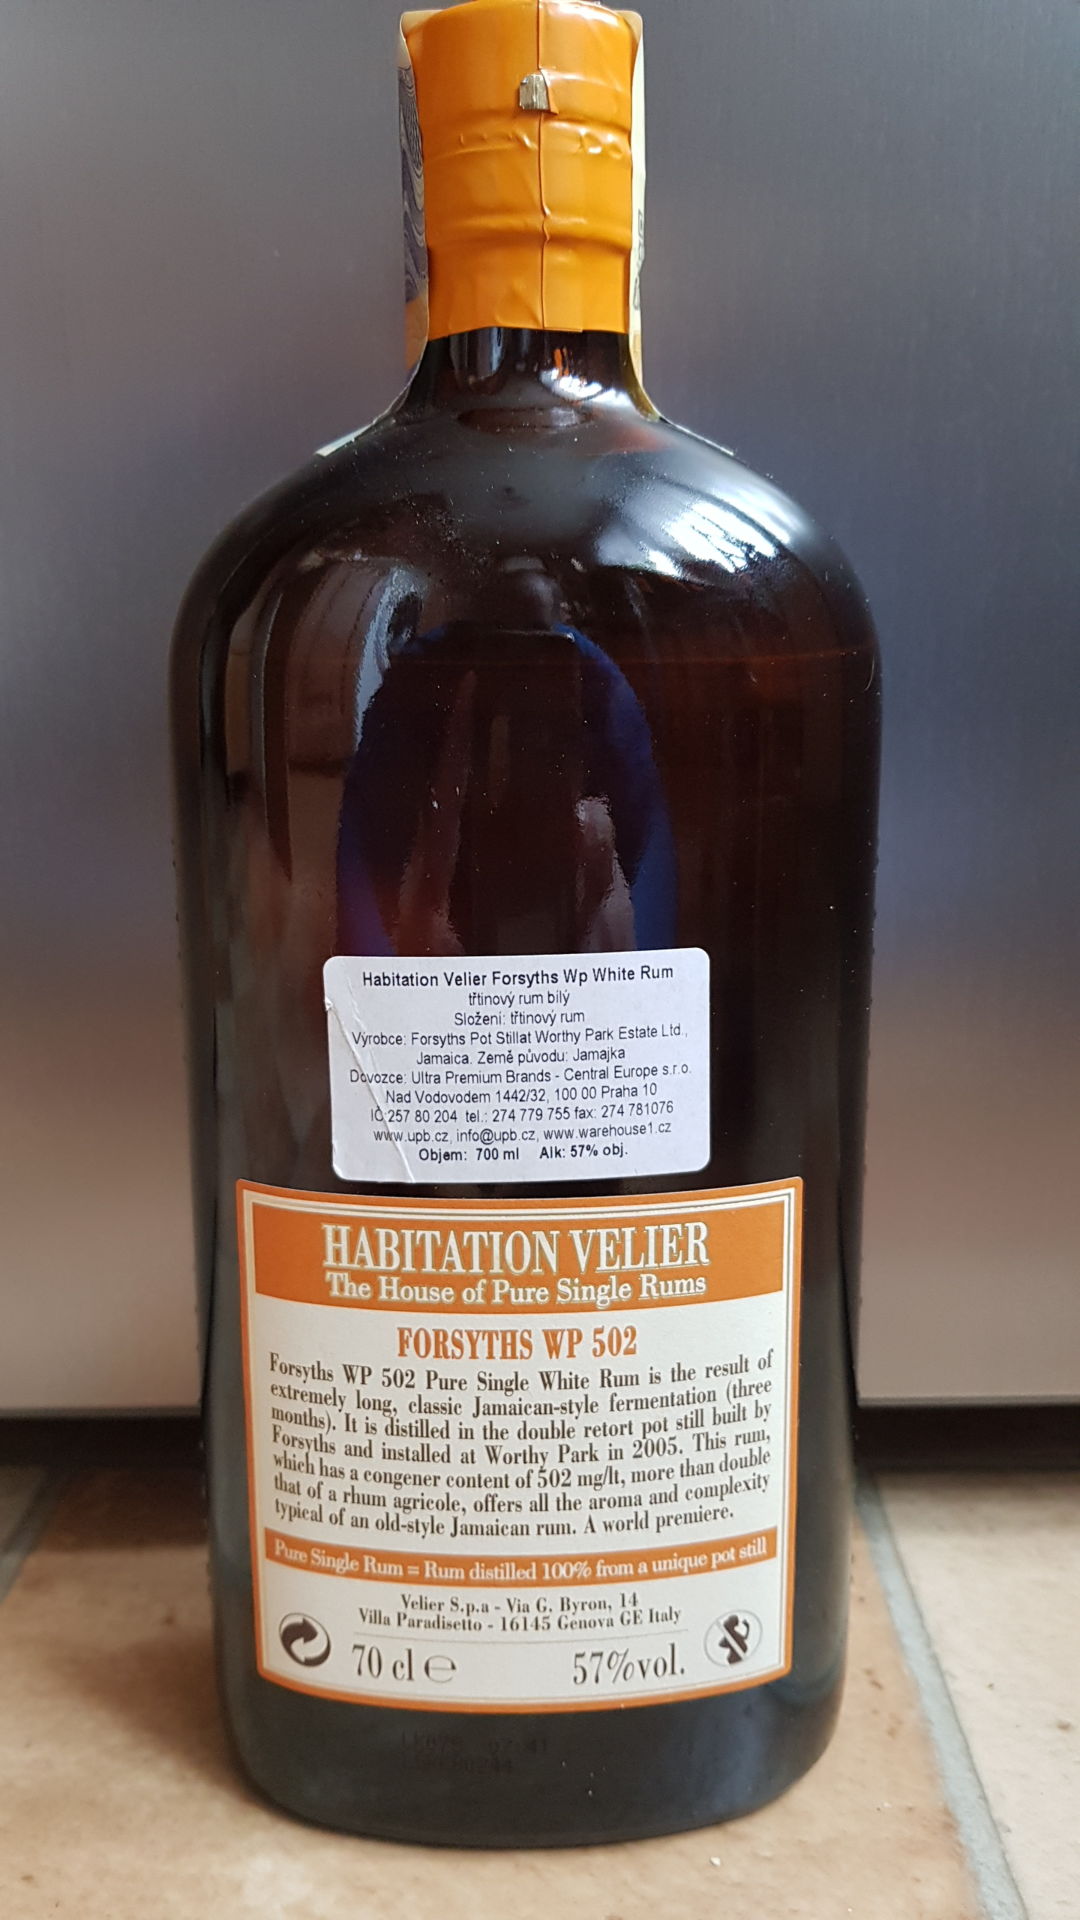 Habitation Velier Forsyths Wp White Rum
třtinový rum bílý
Složení: třtinový rum
Výrobce: Forsyths Pot Stillat Worthy Park Estate Ltd.,
Jamaica. Země původu: Jamajka
Dovozce: Ultra Premium Brands - Central Europe s.r.o.
Nad Vodovodem 1442/32, 100 00 Praha 10
IČ:257 80 204 tel.: 274 779 755 fax: 274 781076
www.upb.cz, info@upb.cz, www.warehouse1.cz
Objem: 700 ml Alk: 57% obj.
HABITATION VELIER
The House of Pure Single Rums
FORSYTHS WP 502
Forsyths WP 502 Pure Single White Rum is the result of
extremely long, classic Jamaican-style fermentation (three
months). It is distilled in the double retort pot still built by
Forsyths and installed at Worthy Park in 2005. This rum,
which has a congener content of 502 mg/lt, more than double
that of a rhum agricole, offers all the aroma and complexity
typical of an old-style Jamaican rum. A world premiere.
Pure Single Rum = Rum distilled 100% from a unique pot still
Velier S.p.a - Via G. Byron, 14
Villa Paradisetto - 16145 Genova GE Italy
70 cl ℮ 57%vol.